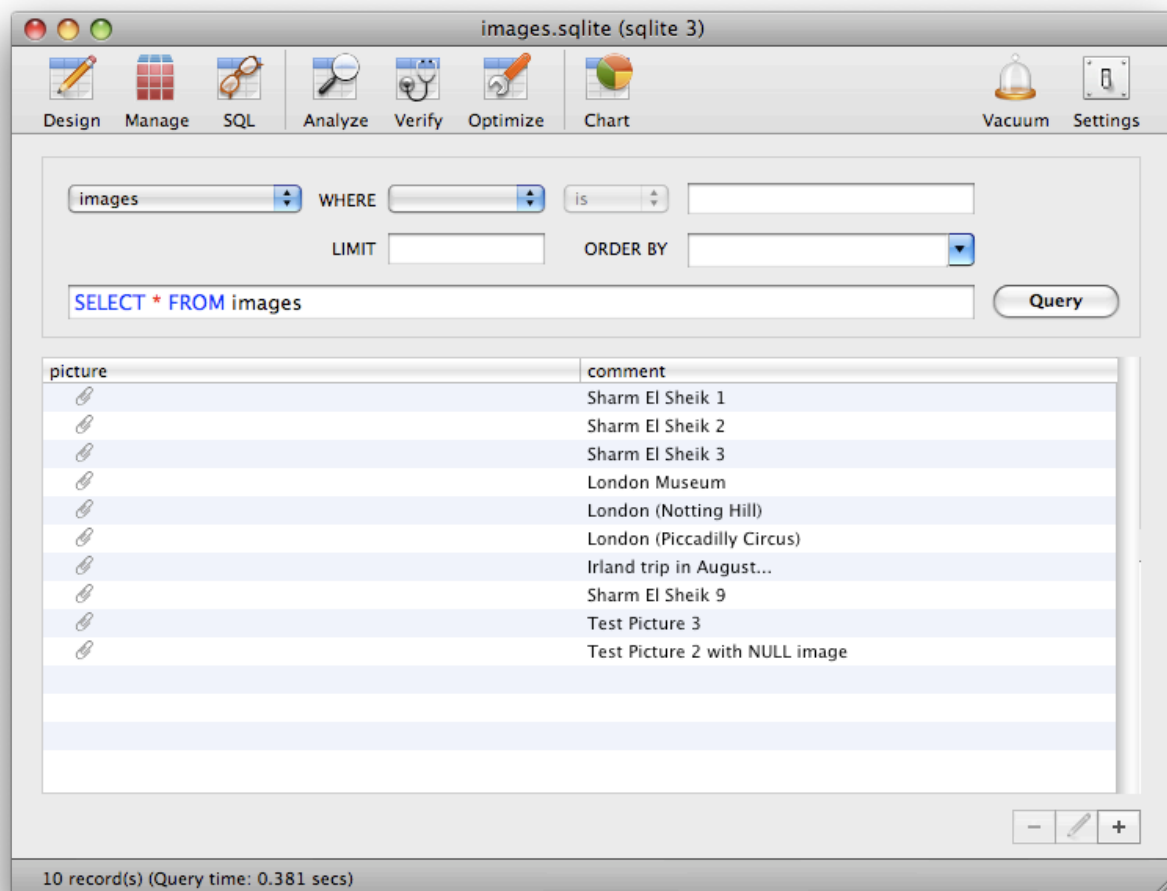 images.sqlite (sqlite 3)
Design Manage SQL Analyze Verify Optimize Chart Vacuum Settings
images WHERE is
LIMIT ORDER BY
SELECT * FROM images Query
picture comment
Sharm El Sheik 1
Sharm El Sheik 2
Sharm El Sheik 3
London Museum
London (Notting Hill)
London (Piccadilly Circus)
Irland trip in August...
Sharm El Sheik 9
Test Picture 3
Test Picture 2 with NULL image
10 record(s) (Query time: 0.381 secs)